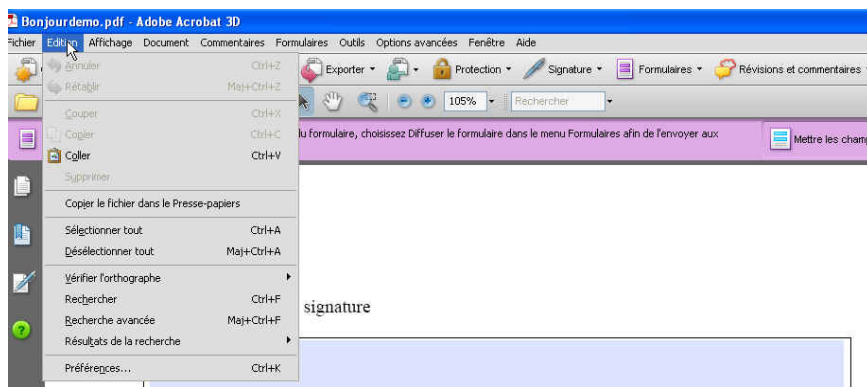 Bonjourdemo.pdf - Adobe Acrobat 3D
Fichier Edition Affichage Document Commentaires Formulaires Outils Options avancées Fenêtre Aide
Annuler Ctrl+Z
Exporter Protection Signature Formulaires Révisions et commentaires
Rétablir Maj+Ctrl+Z
105% Rechercher
Couper Ctrl+X
Copier Ctrl+C
du formulaire, choisissez Diffuser le formulaire dans le menu Formulaires afin de l'envoyer aux
Mettre les cham
Coller Ctrl+V
Supprimer
Copier le fichier dans le Presse-papiers
Sélectionner tout Ctrl+A
Désélectionner tout Maj+Ctrl+A
Vérifier l'orthographe
Rechercher Ctrl+F
signature
Recherche avancée Maj+Ctrl+F
Résultats de la recherche
Préférences... Ctrl+K